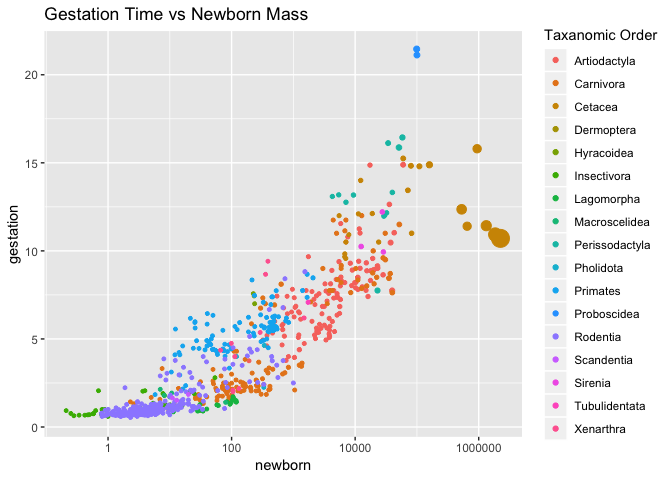 Gestation Time vs Newborn Mass
gestation
20
15
10
5
0
1
100
10000
1000000
newborn
Taxanomic Order
Artiodactyla
Carnivora
Cetacea
Dermoptera
Hyracoidea
Insectivora
Lagomorpha
Macroscelidea
Perissodactyla
Pholidota
Primates
Proboscidea
Rodentia
Scandentia
Sirenia
Tubulidentata
Xenarthra